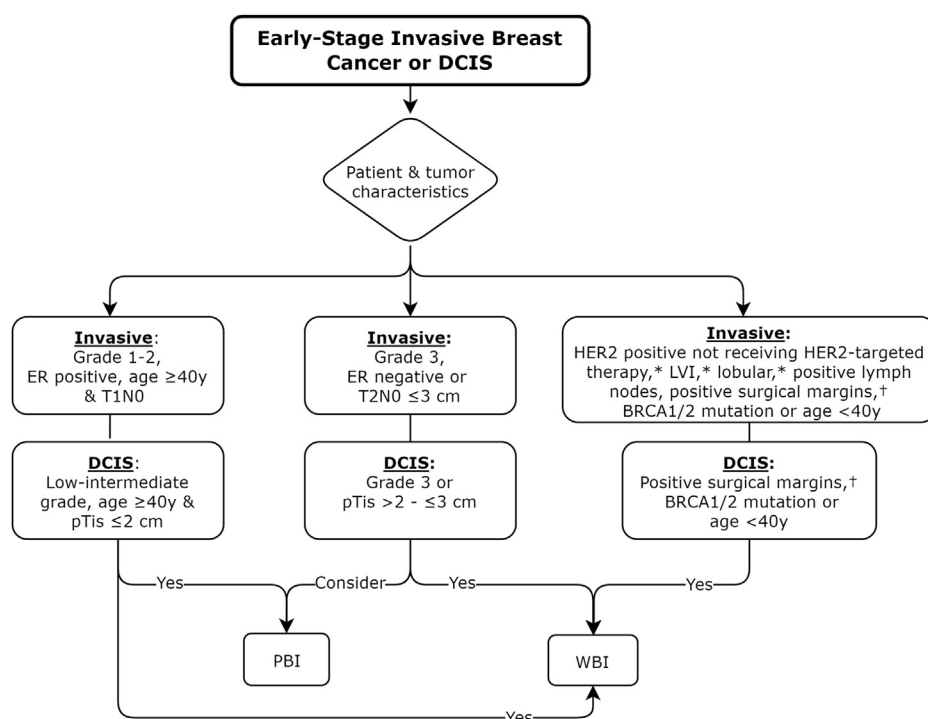 Early-Stage Invasive Breast
Cancer or DCIS
Patient & tumor
characteristics
Invasive:
Grade 1-2,
ER positive, age ≥40y
& T1N0
Invasive:
Grade 3,
ER negative or
T2N0 ≤3 cm
Invasive:
HER2 positive not receiving HER2-targeted
therapy,* LVI,* lobular,* positive lymph
nodes, positive surgical margins,†
BRCA1/2 mutation or age <40y
DCIS:
Low-intermediate
grade, age ≥40y &
pTis ≤2 cm
DCIS:
Grade 3 or
pTis >2 - ≤3 cm
DCIS:
Positive surgical margins,†
BRCA1/2 mutation or
age <40y
Yes
Consider
Yes
Yes
PBI
WBI
Yes